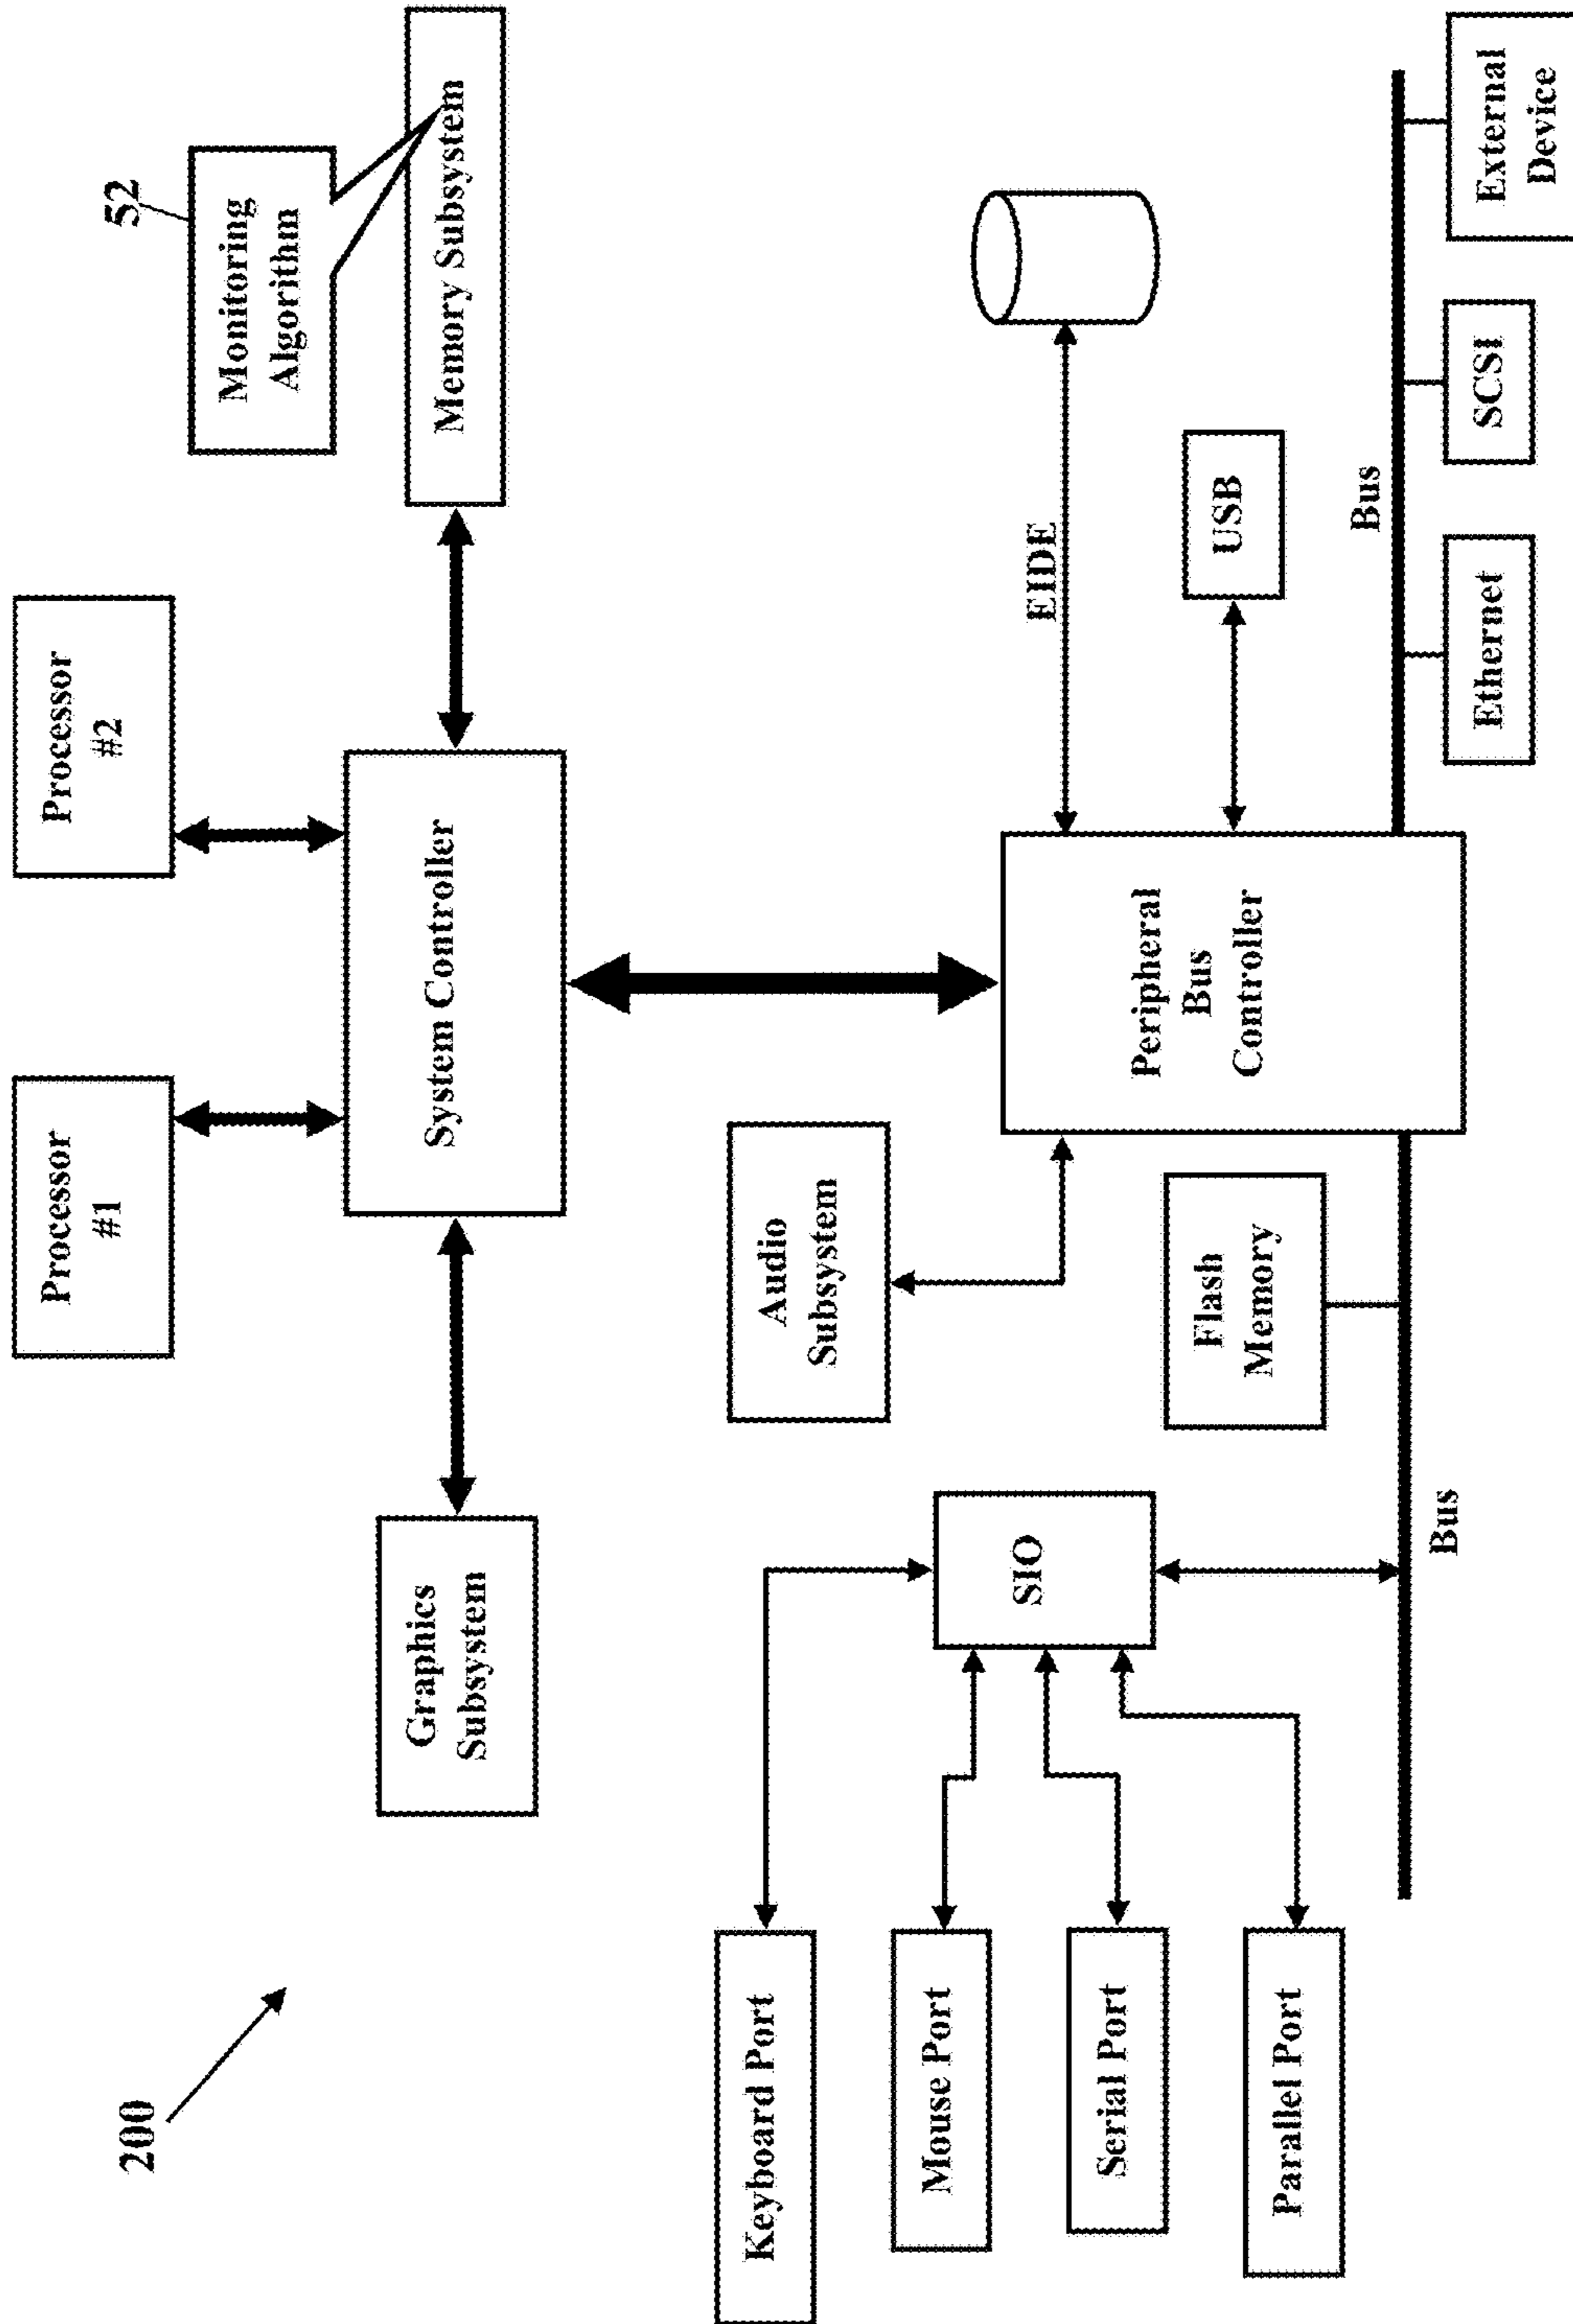 200
52
Processor
#1
Processor
#2
Monitoring
Algorithm
Graphics
Subsystem
System Controller
Memory Subsystem
Keyboard Port
Mouse Port
Serial Port
Parallel Port
SIO
Audio
Subsystem
Flash
Memory
Peripheral
Bus
Controller
EIDE
USB
Bus
Bus
Ethernet
SCSI
External
Device